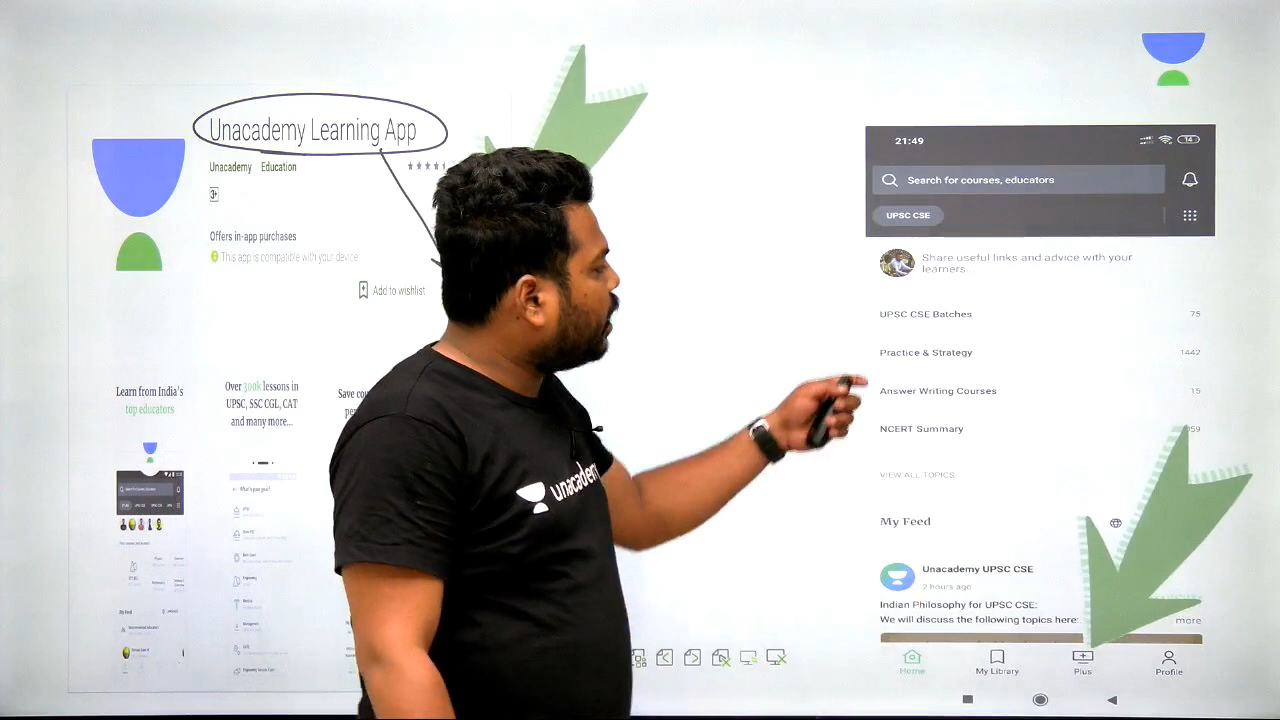 Unacademy Learning App
Unacademy Education
3+
Offers in-app purchases
This app is compatible with your device
Add to wishlist
Learn from India's
top educators
Over 300k lessons in
UPSC, SSC CGL, CAT
and many more...
Save
What's your goal?
unacademy
21:49
14
Search for courses, educators
UPSC CSE
Share useful links and advice with your
learners...
UPSC CSE Batches 75
Practice & Strategy 1442
Answer Writing Courses 15
NCERT Summary
VIEW ALL TOPICS
My Feed
Unacademy UPSC CSE
2 hours ago
Indian Philosophy for UPSC CSE:
We will discuss the following topics here:
more
Home My Library Plus Profile